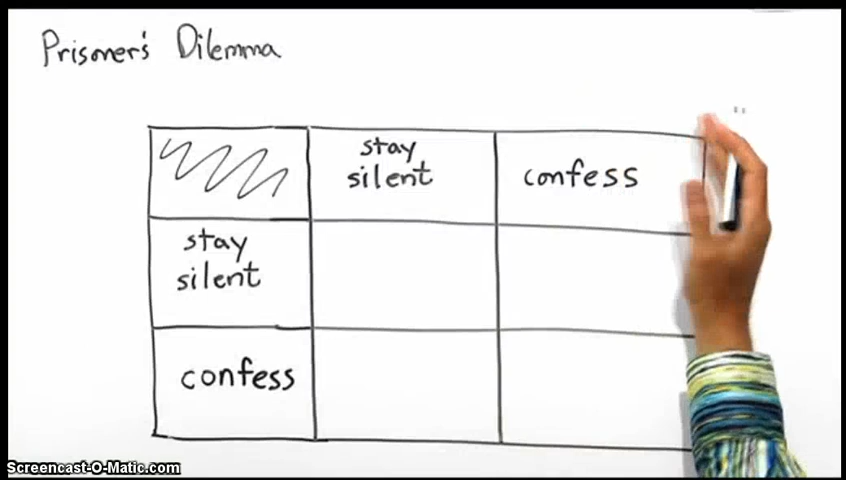 Prisoner's Dilemma
stay
silent
confess
stay
silent
confess
Screencast-O-Matic.com